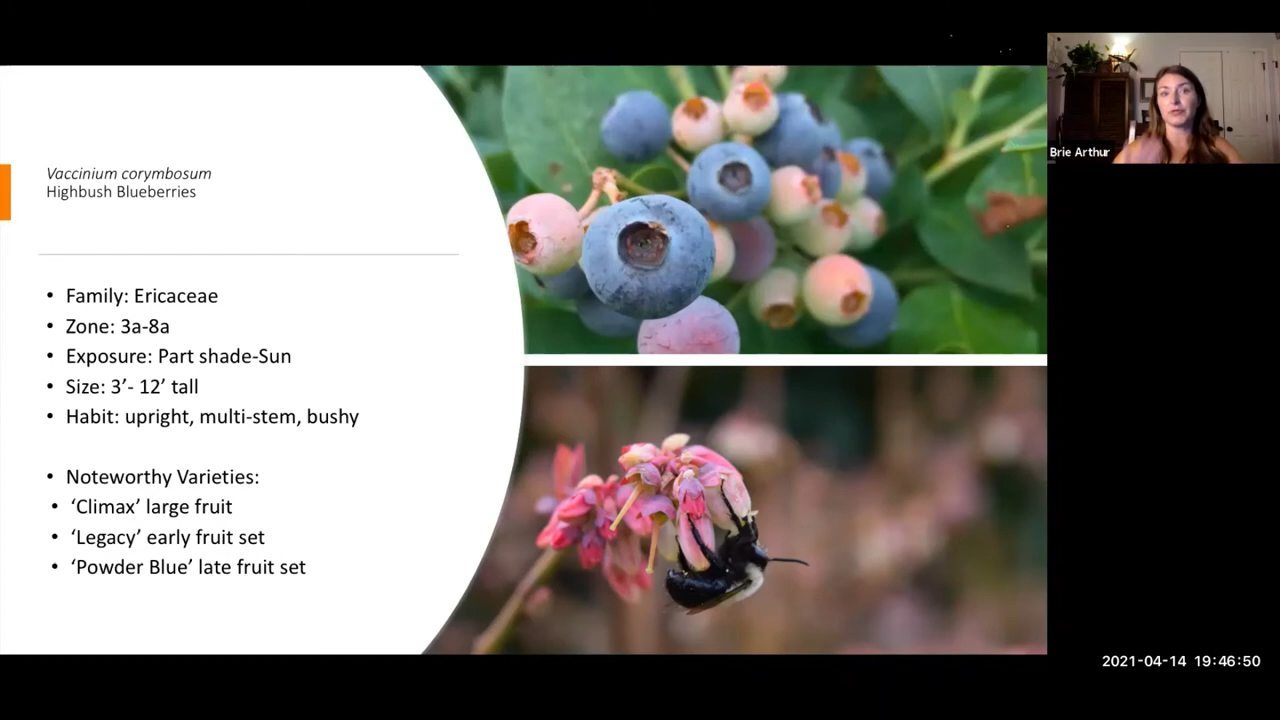 Vaccinium corymbosum
Highbush Blueberries
• Family: Ericaceae
• Zone: 3a-8a
• Exposure: Part shade-Sun
• Size: 3’- 12’ tall
• Habit: upright, multi-stem, bushy
• Noteworthy Varieties:
• ‘Climax’ large fruit
• ‘Legacy’ early fruit set
• ‘Powder Blue’ late fruit set
Brie Arthur
2021-04-14 19:46:50